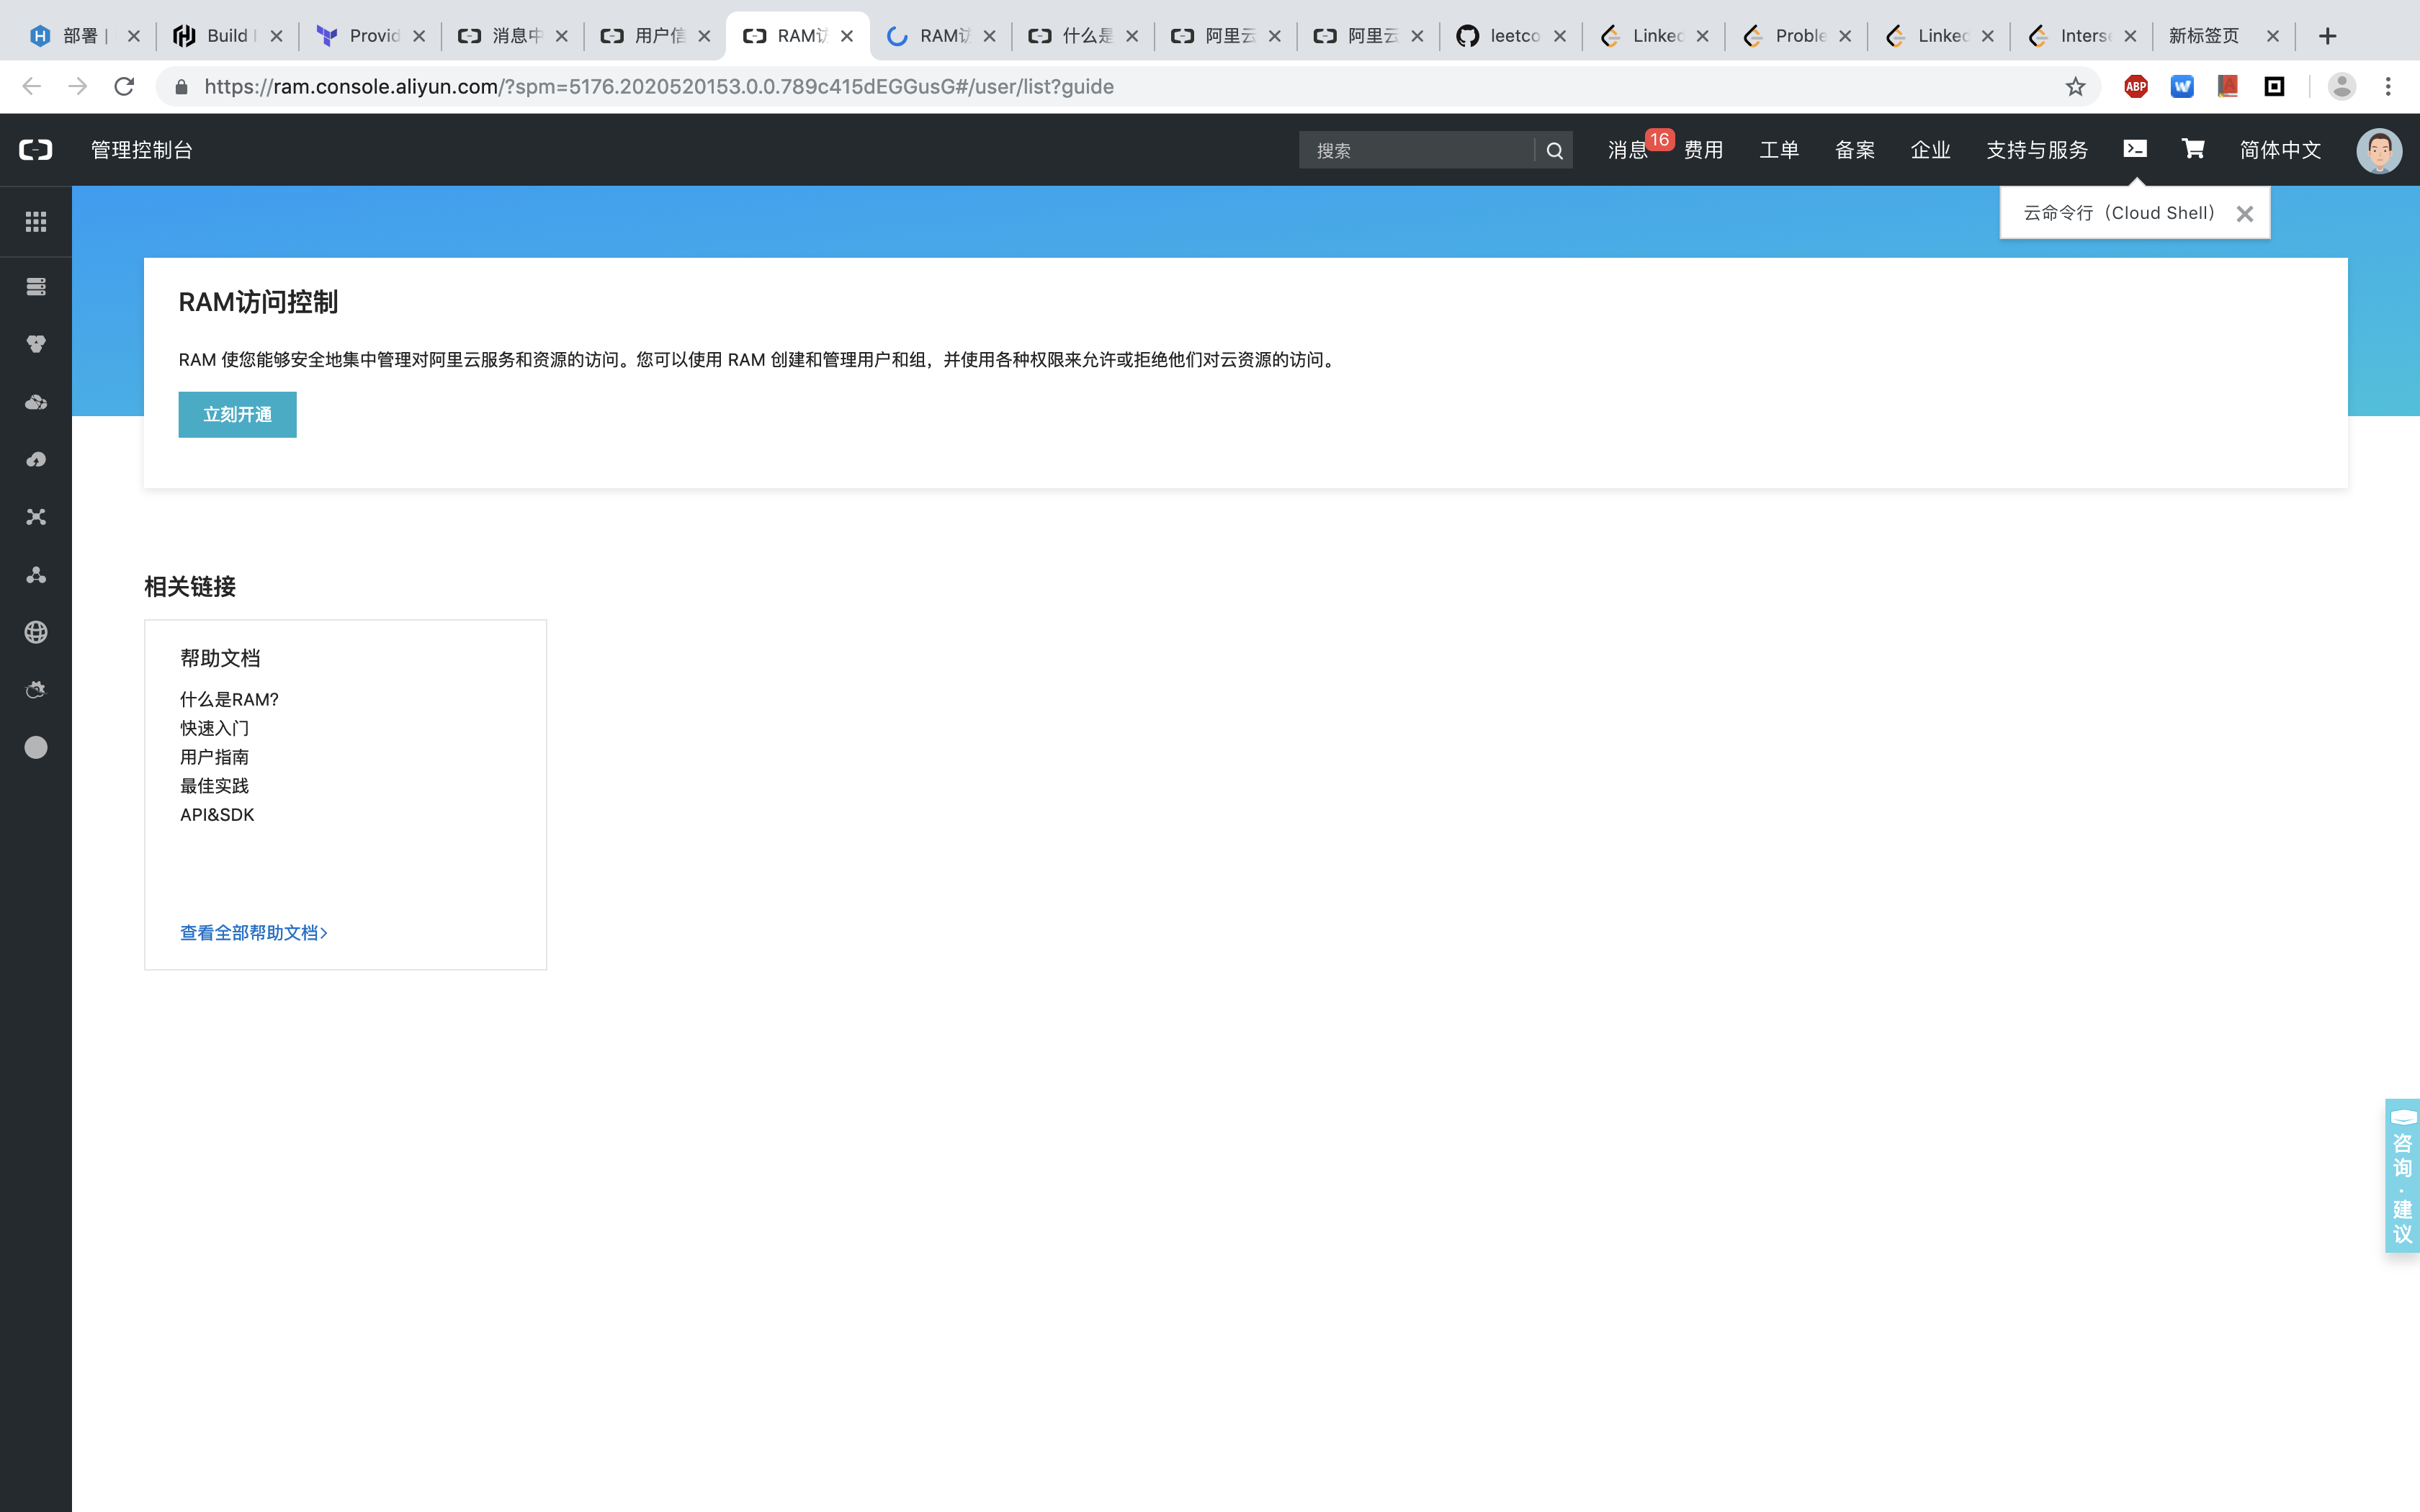 部署 |
Build
Provid
消息中
用户信
RAM访
RAM访
什么是
阿里云
阿里云
leetco
Linked
Proble
Linked
Interse
新标签页
https://ram.console.aliyun.com/?spm=5176.2020520153.0.0.789c415dEGGusG#/user/list?guide
ABP
W
管理控制台
搜索
消息
16
费用
工单
备案
企业
支持与服务
简体中文
云命令行（Cloud Shell）
RAM访问控制
RAM 使您能够安全地集中管理对阿里云服务和资源的访问。您可以使用 RAM 创建和管理用户和组，并使用各种权限来允许或拒绝他们对云资源的访问。
立刻开通
相关链接
帮助文档
什么是RAM?
快速入门
用户指南
最佳实践
API&SDK
查看全部帮助文档>
咨询·建议